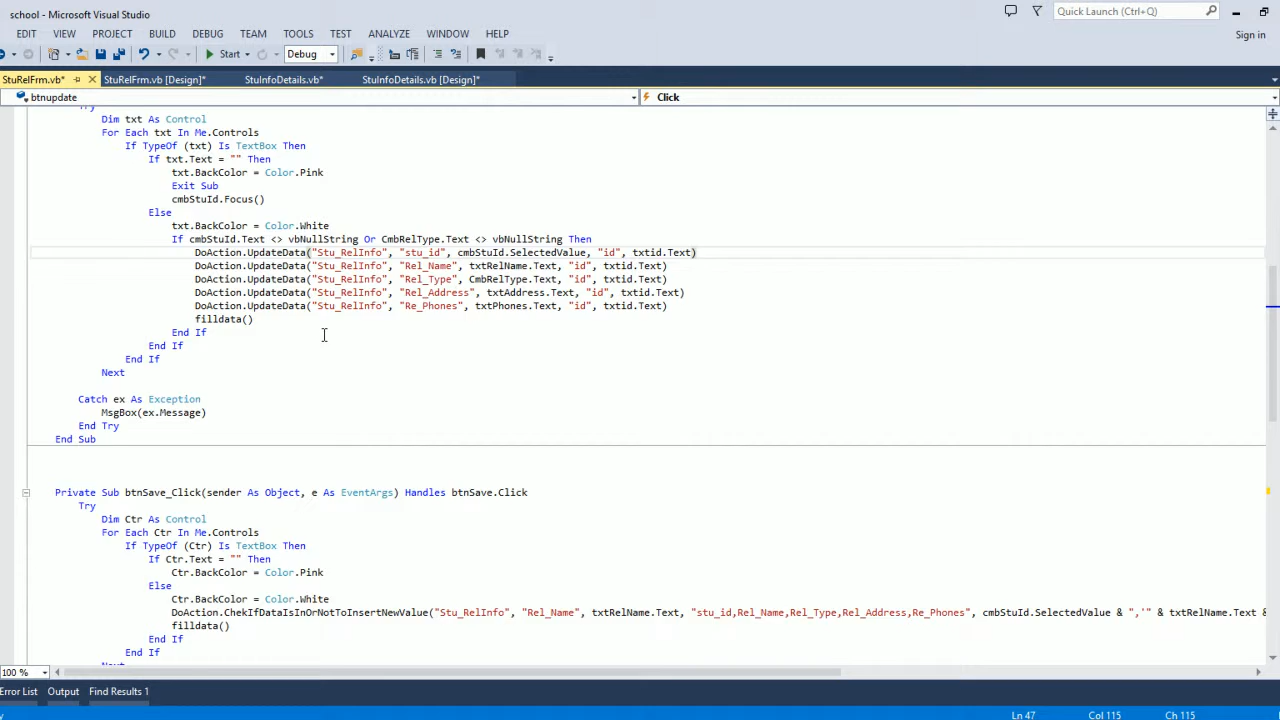 school - Microsoft Visual Studio
Quick Launch (Ctrl+Q)
EDIT VIEW PROJECT BUILD DEBUG TEAM TOOLS TEST ANALYZE WINDOW HELP
Sign in
Start Debug
StuRelFrm.vb* StuRelFrm.vb [Design]* StuInfoDetails.vb* StuInfoDetails.vb [Design]*
btnupdate Click
Try
Dim txt As Control
For Each txt In Me.Controls
If TypeOf (txt) Is TextBox Then
If txt.Text = "" Then
txt.BackColor = Color.Pink
Exit Sub
cmbStuId.Focus()
Else
txt.BackColor = Color.White
If cmbStuId.Text <> vbNullString Or CmbRelType.Text <> vbNullString Then
DoAction.UpdateData("Stu_RelInfo", "stu_id", cmbStuId.SelectedValue, "id", txtid.Text)
DoAction.UpdateData("Stu_RelInfo", "Rel_Name", txtRelName.Text, "id", txtid.Text)
DoAction.UpdateData("Stu_RelInfo", "Rel_Type", CmbRelType.Text, "id", txtid.Text)
DoAction.UpdateData("Stu_RelInfo", "Rel_Address", txtAddress.Text, "id", txtid.Text)
DoAction.UpdateData("Stu_RelInfo", "Re_Phones", txtPhones.Text, "id", txtid.Text)
filldata()
End If
End If
End If
Next
Catch ex As Exception
MsgBox(ex.Message)
End Try
End Sub
Private Sub btnSave_Click(sender As Object, e As EventArgs) Handles btnSave.Click
Try
Dim Ctr As Control
For Each Ctr In Me.Controls
If TypeOf (Ctr) Is TextBox Then
If Ctr.Text = "" Then
Ctr.BackColor = Color.Pink
Else
Ctr.BackColor = Color.White
DoAction.ChekIfDataIsInOrNotToInsertNewValue("Stu_RelInfo", "Rel_Name", txtRelName.Text, "stu_id,Rel_Name,Rel_Type,Rel_Address,Re_Phones", cmbStuId.SelectedValue & ",'" & txtRelName.Text &
filldata()
End If
End If
Next
100 %
Error List Output Find Results 1
Ln 47 Col 115 Ch 115